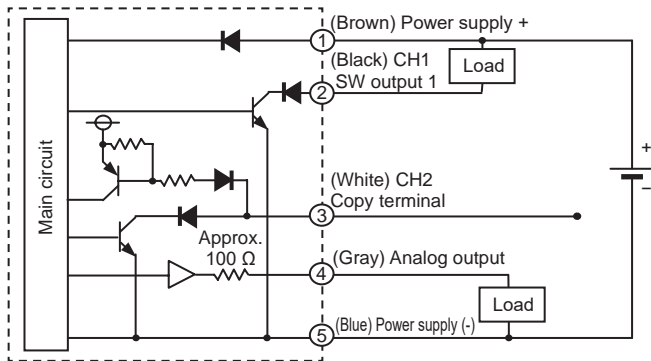 Main circuit
1
(Brown) Power supply +
2
(Black) CH1
SW output 1
Load
+
−
3
(White) CH2
Copy terminal
Approx.
100 Ω
4
(Gray) Analog output
Load
5
(Blue) Power supply (-)